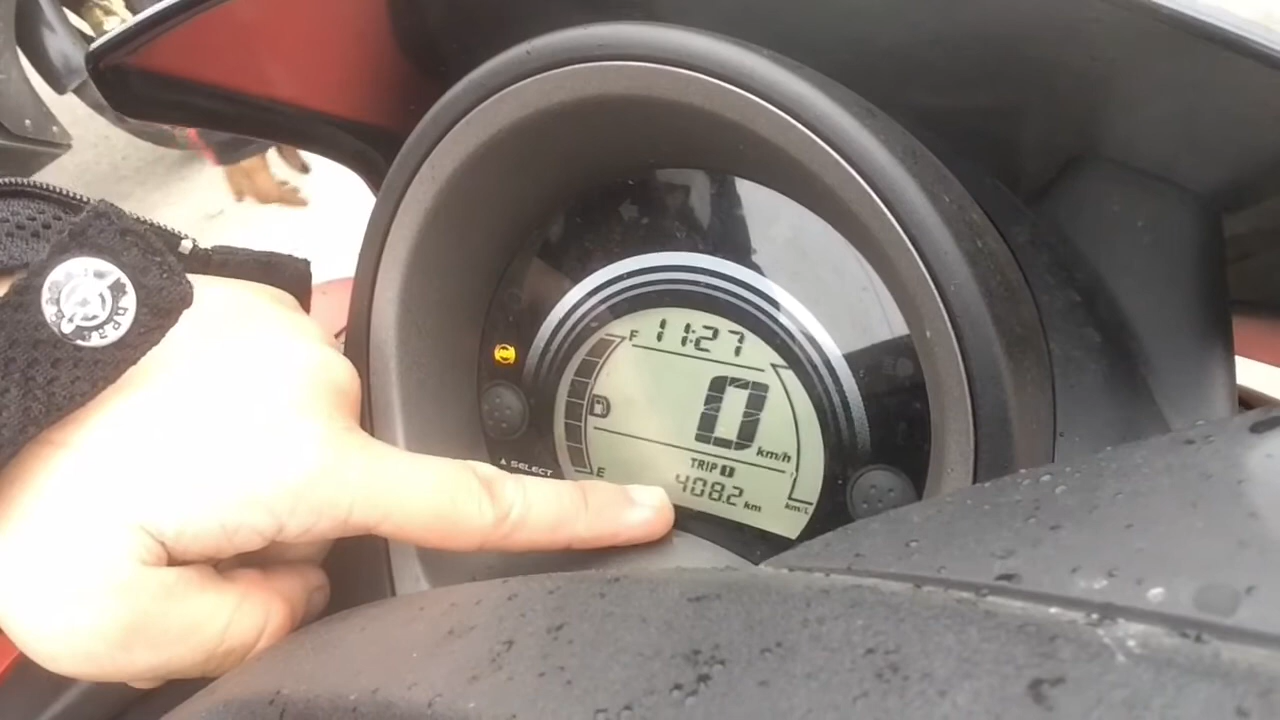 F 11:27
0 km/h
▲ SELECT
E
TRIP 1
408.2 km
km/L